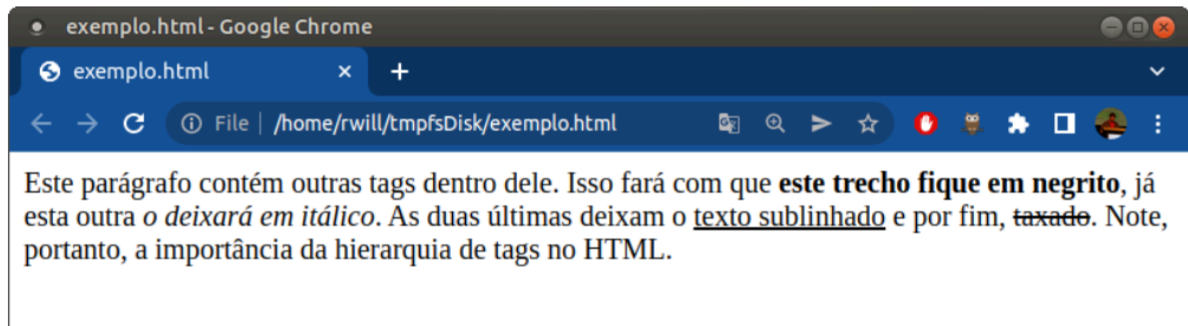 exemplo.html - Google Chrome
exemplo.html
File | /home/rwill/tmpfsDisk/exemplo.html
Este parágrafo contém outras tags dentro dele. Isso fará com que este trecho fique em negrito, já
esta outra o deixará em itálico. As duas últimas deixam o texto sublinhado e por fim, taxado. Note,
portanto, a importância da hierarquia de tags no HTML.